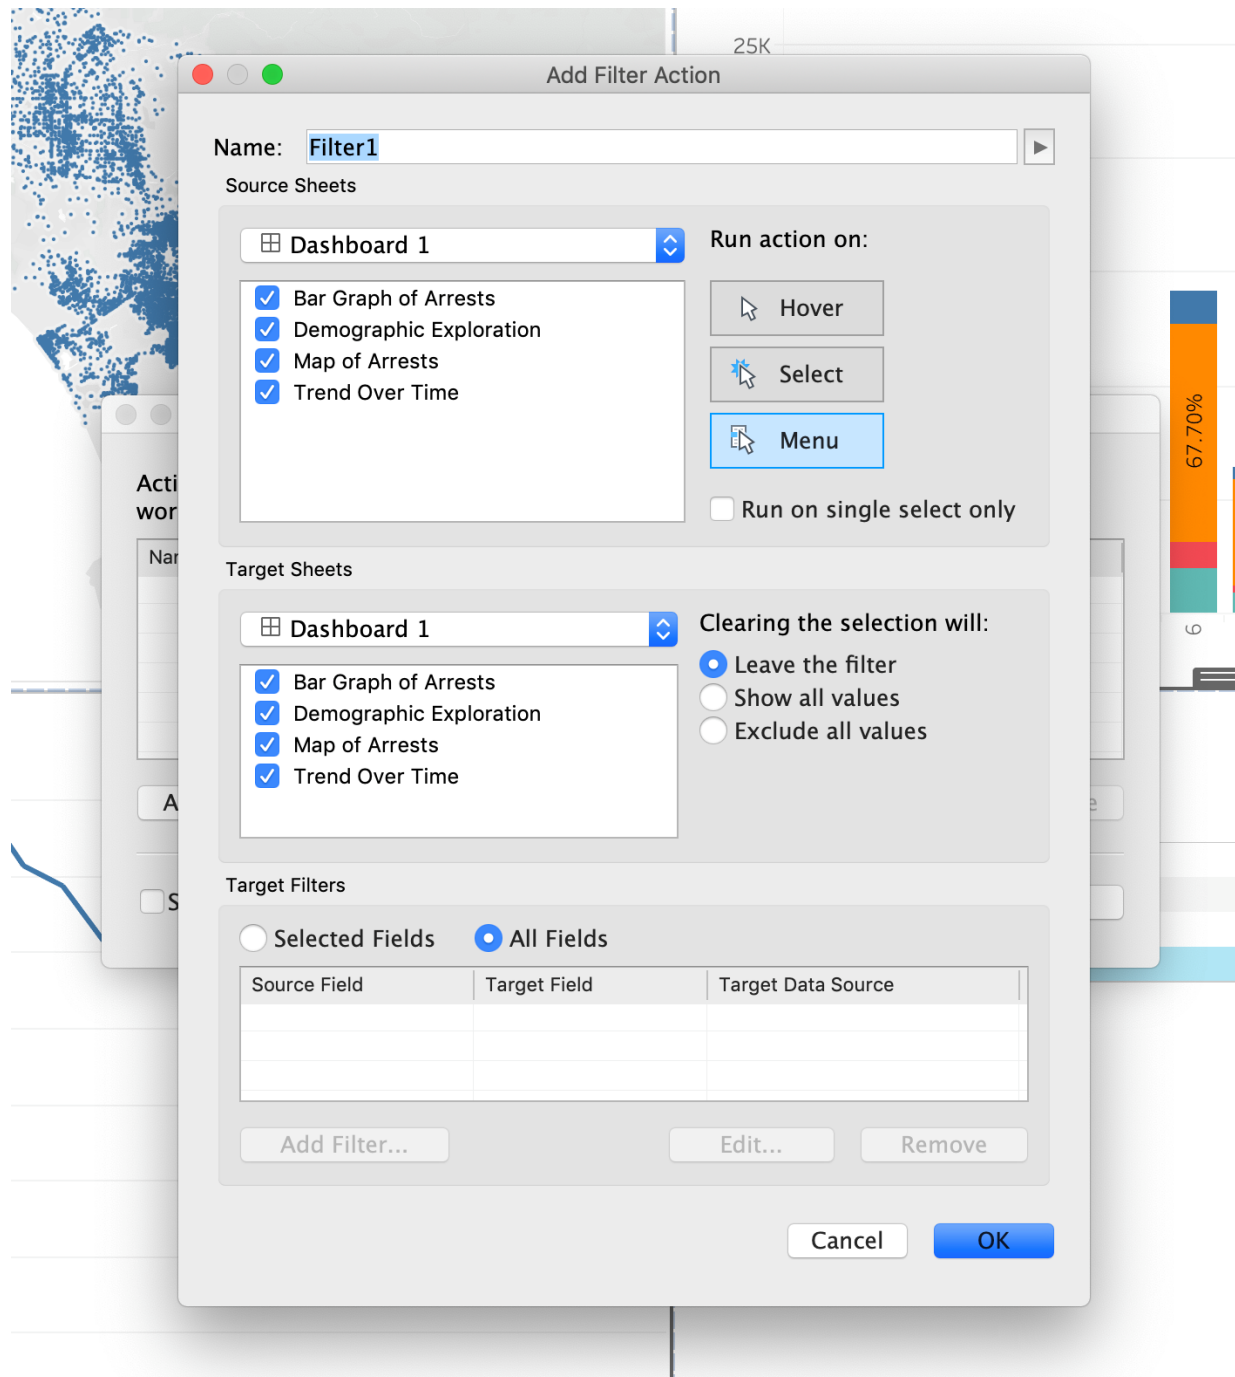 25K
Add Filter Action
Name: Filter1
Source Sheets
Dashboard 1
Run action on:
Bar Graph of Arrests
Demographic Exploration
Map of Arrests
Trend Over Time
Hover
Select
Menu
Run on single select only
67.70%
Acti
wor
Nar
Target Sheets
Dashboard 1
Clearing the selection will:
Bar Graph of Arrests
Demographic Exploration
Map of Arrests
Trend Over Time
Leave the filter
Show all values
Exclude all values
A
S
Target Filters
Selected Fields All Fields
Source Field Target Field Target Data Source
Add Filter... Edit... Remove
Cancel OK